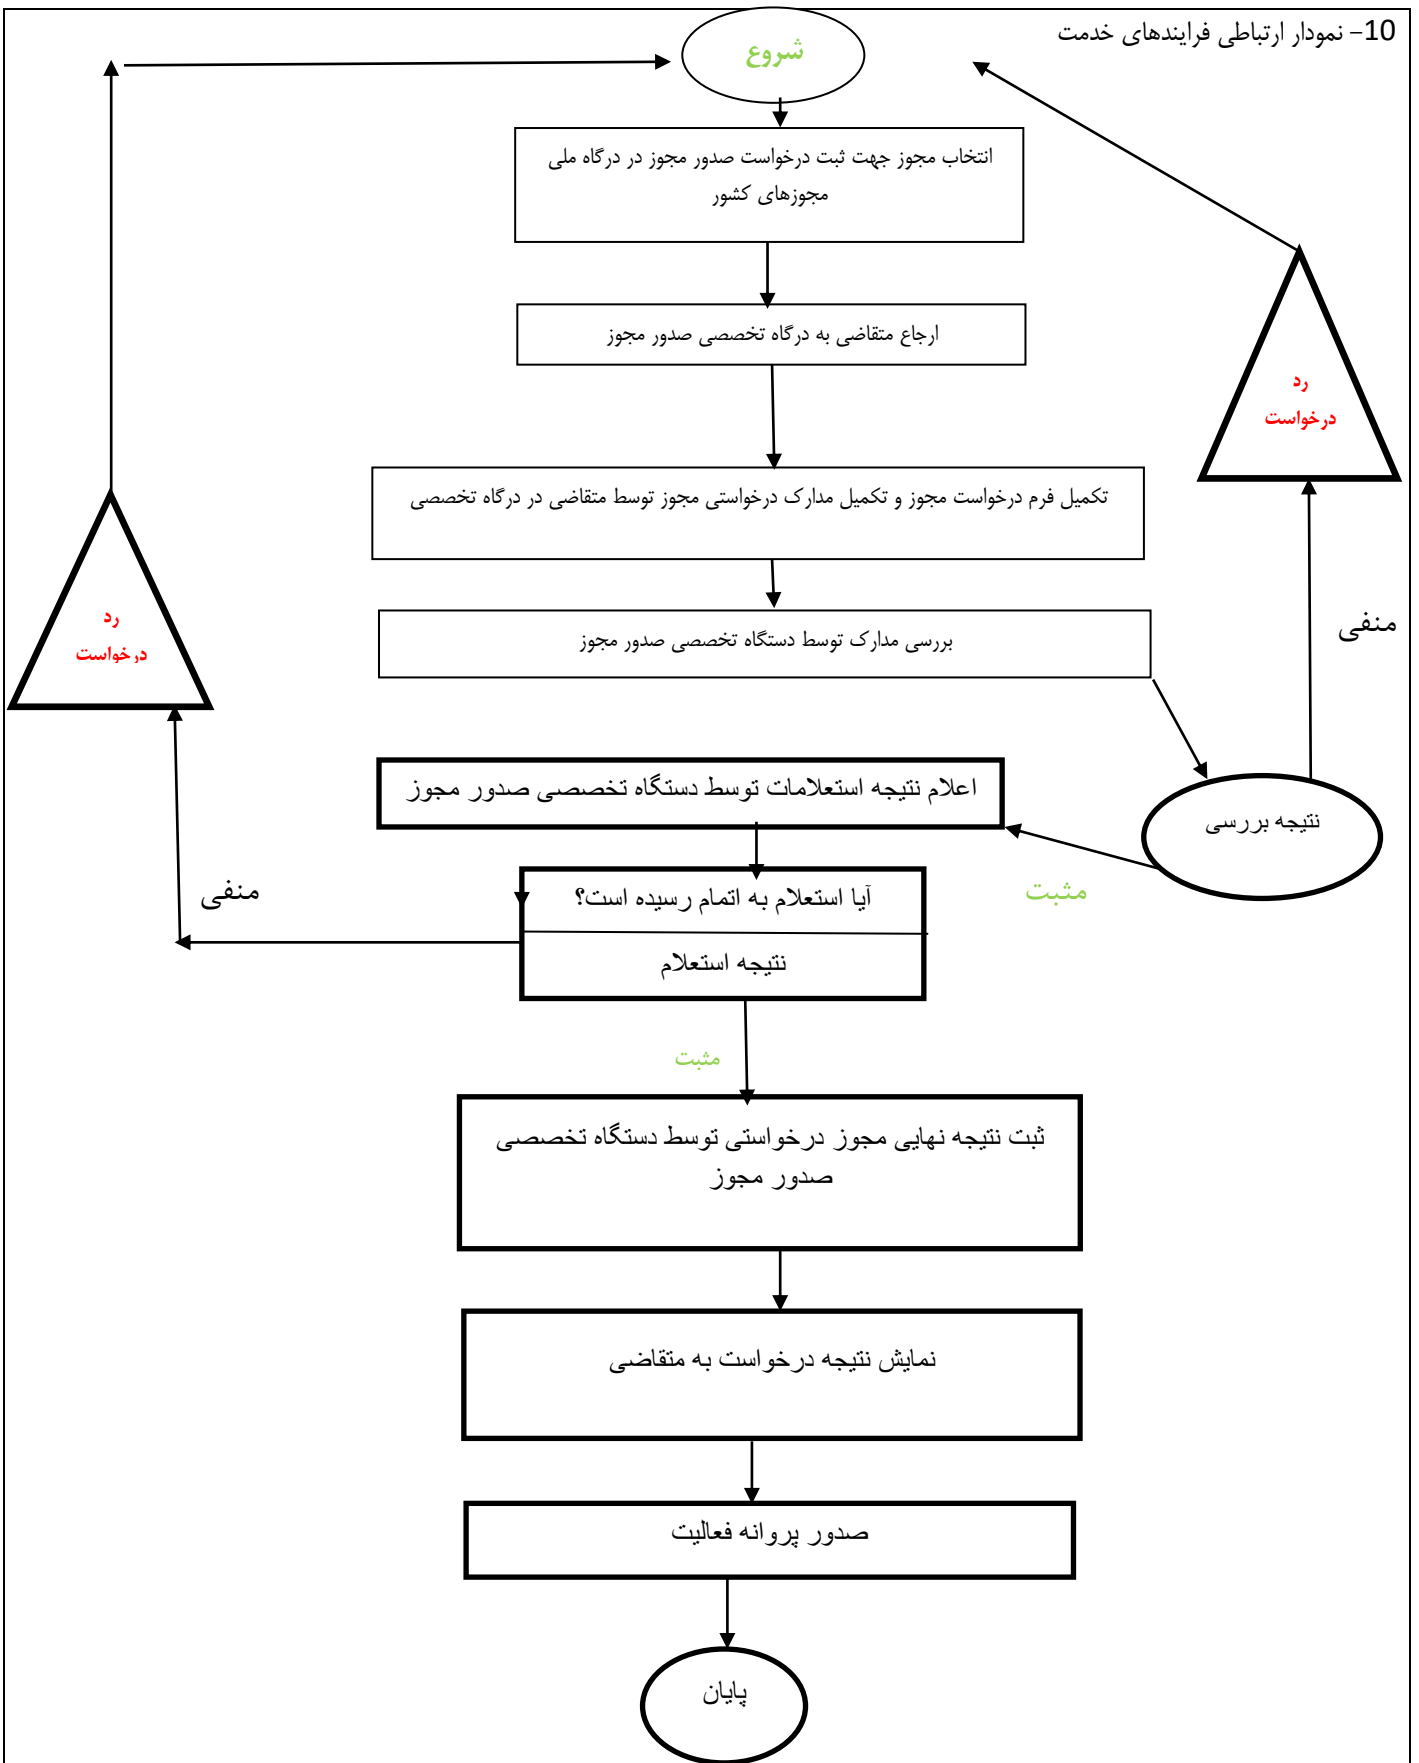 10- نمودار ارتباطی فرایندهای خدمت
شروع
انتخاب مجوز جهت ثبت درخواست صدور مجوز در درگاه ملی
مجوزهای کشور
ارجاع متقاضی به درگاه تخصصی صدور مجوز
رد
درخواست
تکمیل فرم درخواست مجوز و تکمیل مدارک درخواستی مجوز توسط متقاضی در درگاه تخصصی
رد
درخواست
منفی
بررسی مدارک توسط دستگاه تخصصی صدور مجوز
اعلام نتیجه استعلامات توسط دستگاه تخصصی صدور مجوز
نتیجه بررسی
مثبت
آیا استعلام به اتمام رسیده است؟
منفی
نتیجه استعلام
مثبت
ثبت نتیجه نهایی مجوز درخواستی توسط دستگاه تخصصی
صدور مجوز
نمایش نتیجه درخواست به متقاضی
صدور پروانه فعالیت
پایان